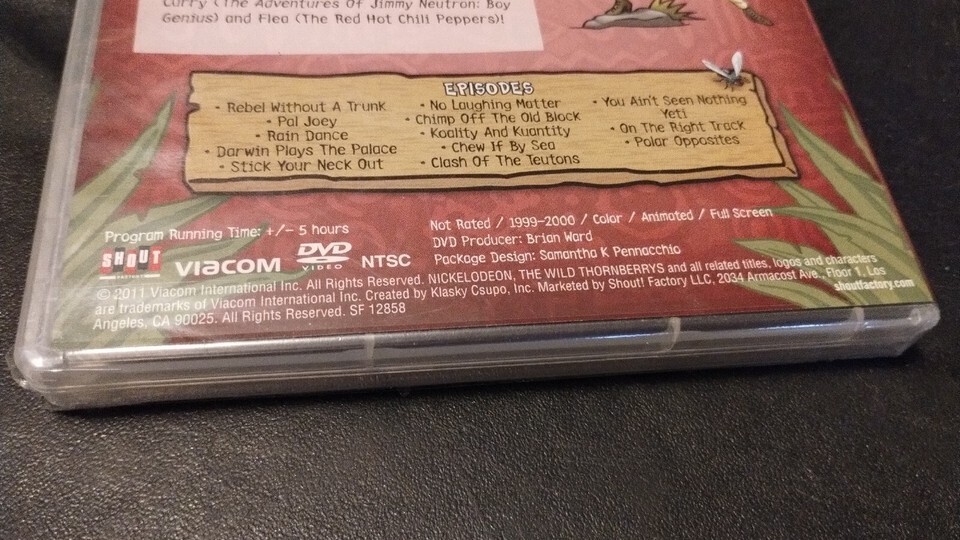 Curry (The Adventures Of Jimmy Neutron: Boy
Genius) and Flea (The Red Hot Chili Peppers)!
EPISODES
• Rebel Without A Trunk
• Pal Joey
• Rain Dance
• Darwin Plays The Palace
• Stick Your Neck Out
• No Laughing Matter
• Chimp Off The Old Block
• Koality And Kuantity
• Chew If By Sea
• Clash Of The Teutons
• You Ain't Seen Nothing
Yeti
• On The Right Track
• Polar Opposites
Program Running Time: +/- 5 hours
Not Rated / 1999-2000 / Color / Animated / Full Screen
DVD Producer: Brian Ward
Package Design: Samantha K Pennacchio
SHOUT
VIACOM
DVD
VIDEO
NTSC
© 2011 Viacom International Inc. All Rights Reserved. NICKELODEON, THE WILD THORNBERRYS and all related titles, logos and characters
are trademarks of Viacom International Inc. Created by Klasky Csupo, Inc. Marketed by Shout! Factory LLC, 2034 Armacost Ave., Floor 1, Los
Angeles, CA 90025. All Rights Reserved. SF 12858
shoutfactory.com